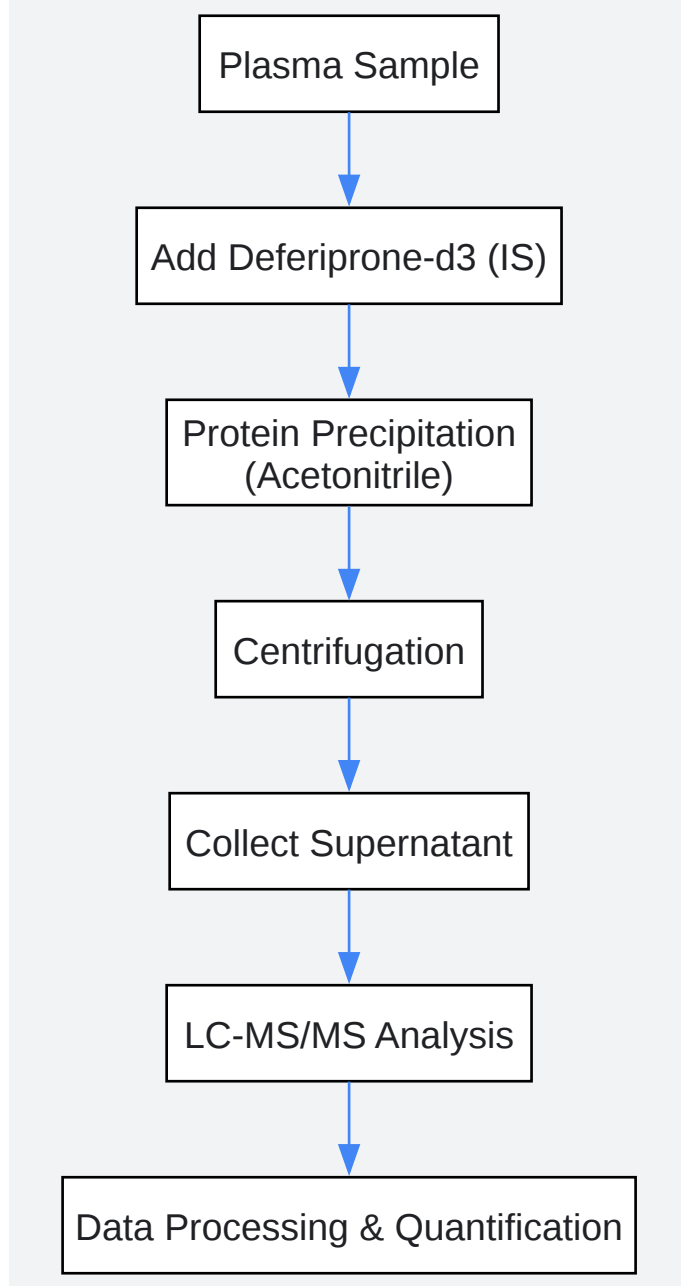 Plasma Sample
Add Deferiprone-d3 (IS)
Protein Precipitation
(Acetonitrile)
Centrifugation
Collect Supernatant
LC-MS/MS Analysis
Data Processing & Quantification